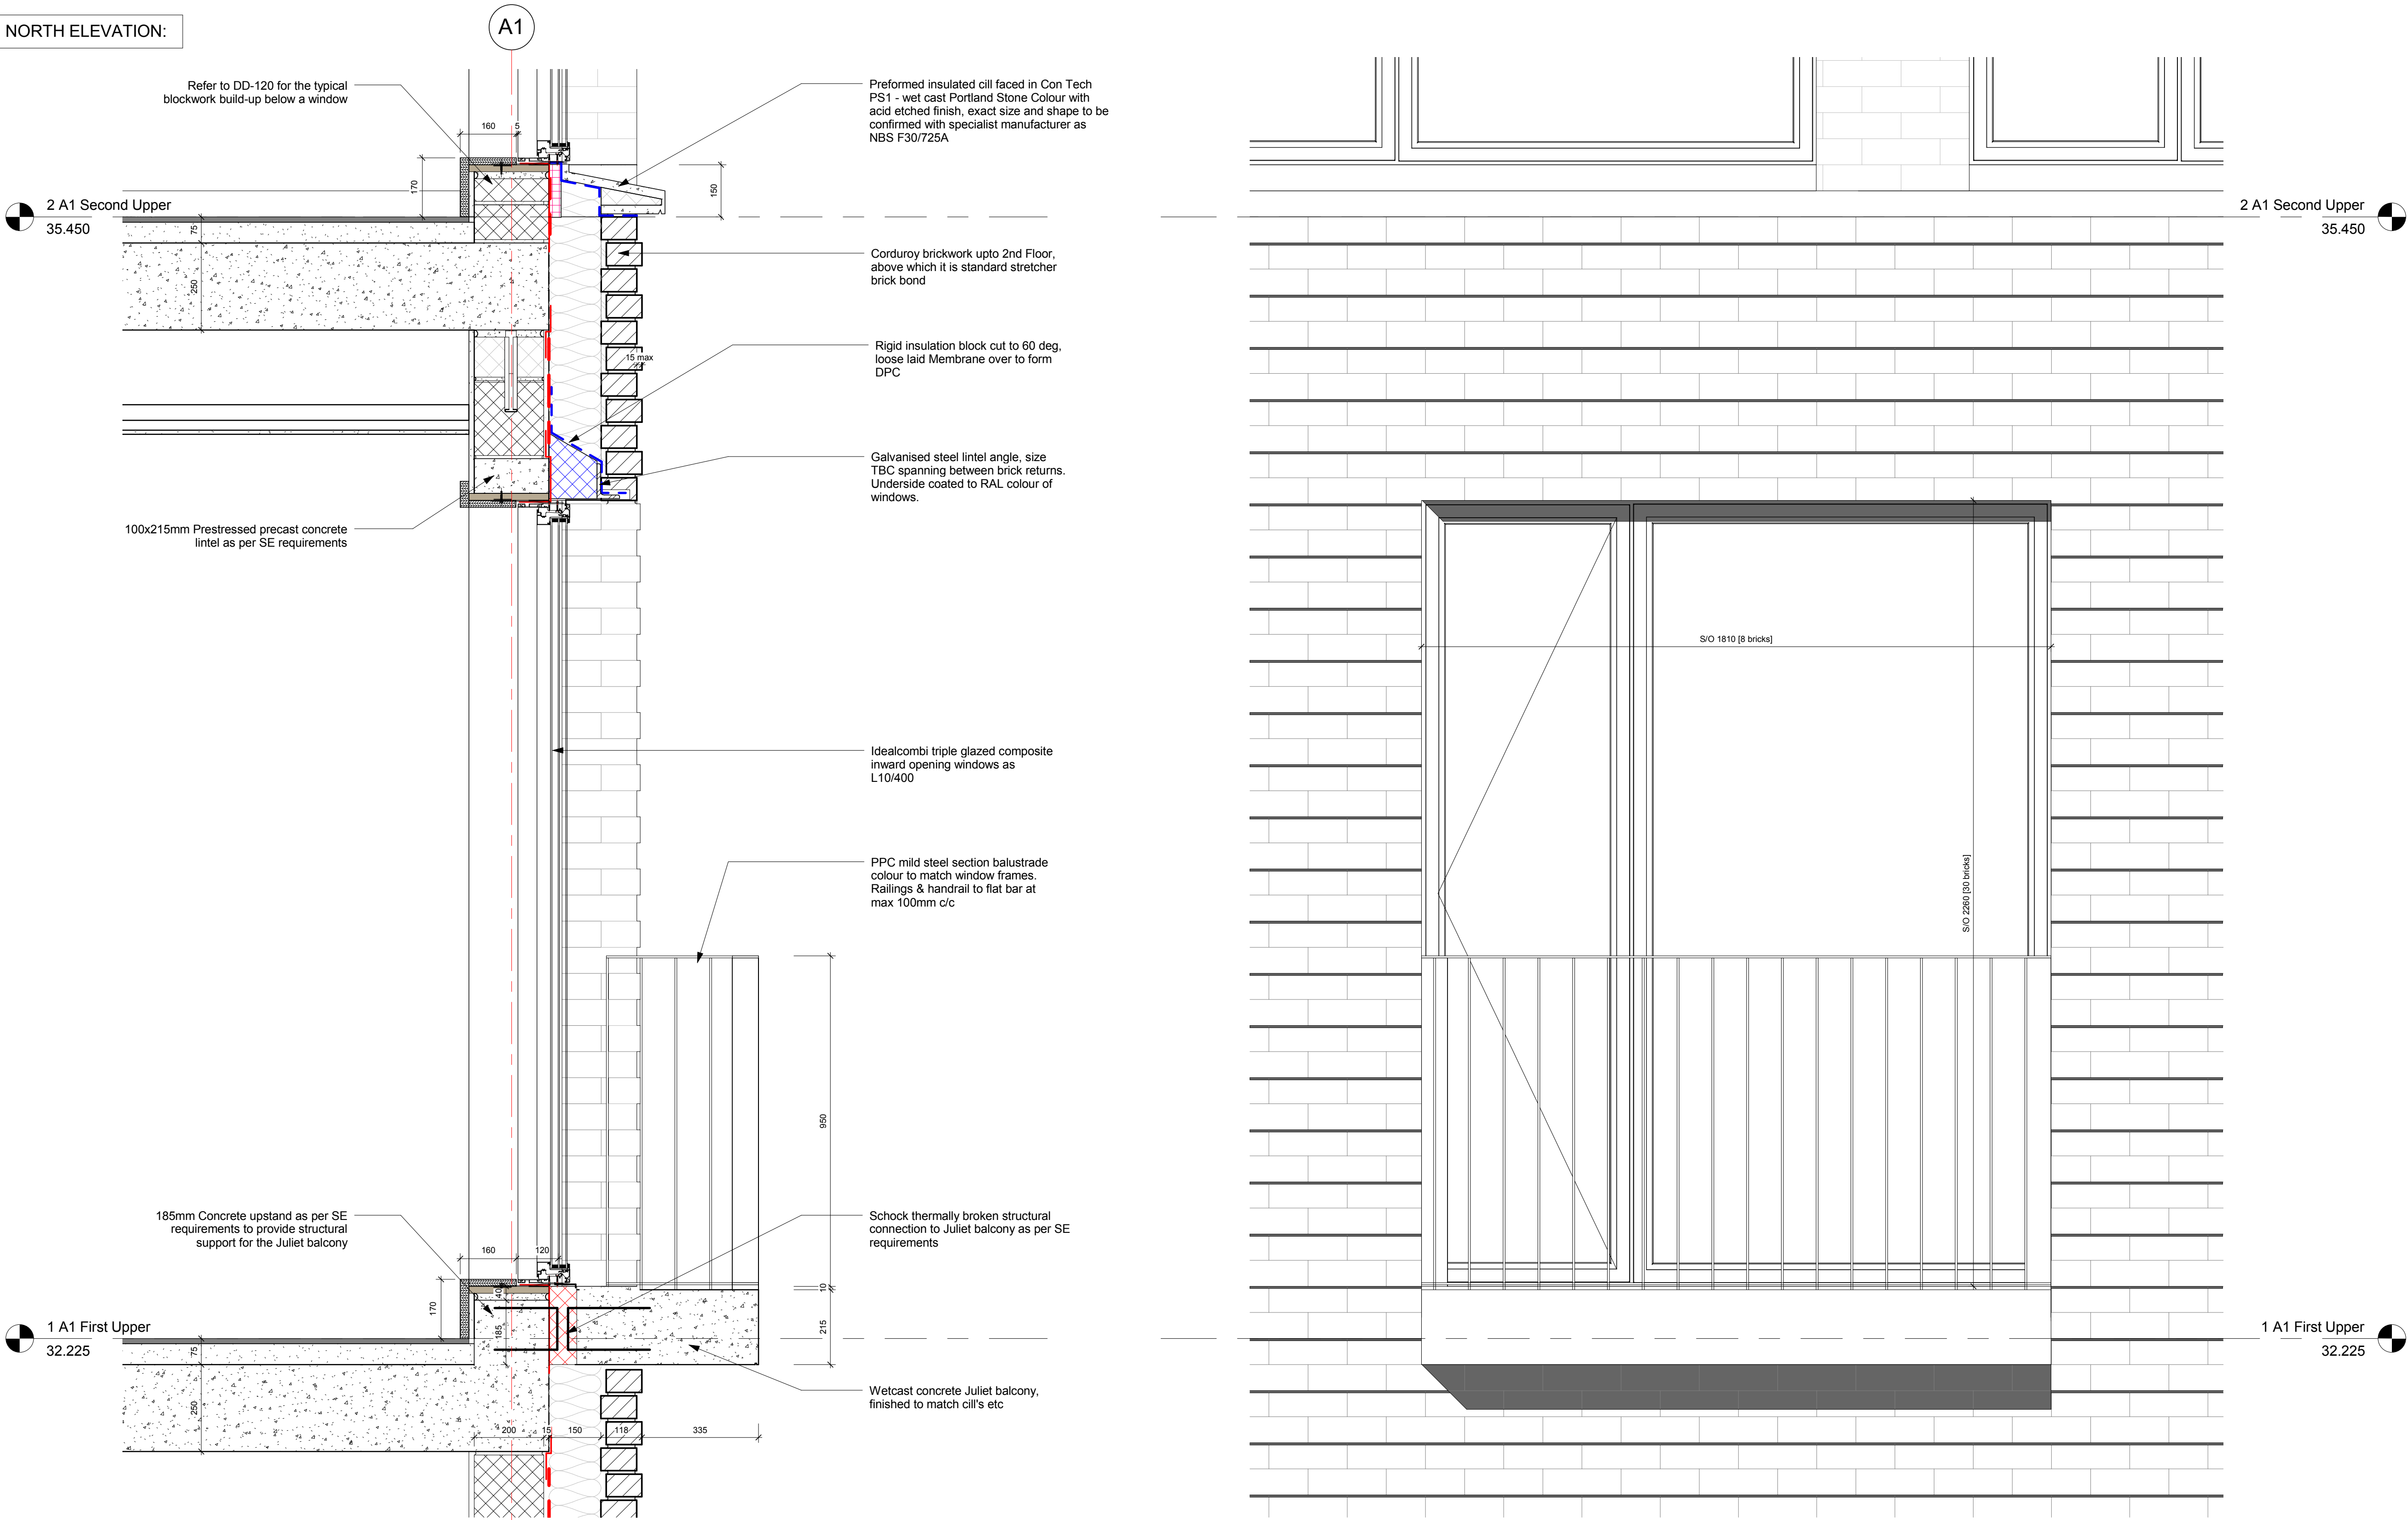 NORTH ELEVATION:
A1
Refer to DD-120 for the typical
blockwork build-up below a window
Preformed insulated cill faced in Con Tech
PS1 - wet cast Portland Stone Colour with
acid etched finish, exact size and shape to be
confirmed with specialist manufacturer as
NBS F30/725A
160
5
170
150
2 A1 Second Upper
35.450
2 A1 Second Upper
35.450
75
250
Corduroy brickwork upto 2nd Floor,
above which it is standard stretcher
brick bond
15 max
Rigid insulation block cut to 60 deg,
loose laid Membrane over to form
DPC
Galvanised steel lintel angle, size
TBC spanning between brick returns.
Underside coated to RAL colour of
windows.
100x215mm Prestressed precast concrete
lintel as per SE requirements
S/O 1810 [8 bricks]
Idealcombi triple glazed composite
inward opening windows as
L10/400
PPC mild steel section balustrade
colour to match window frames.
Railings & handrail to flat bar at
max 100mm c/c
S/O 2260 [30 bricks]
950
185mm Concrete upstand as per SE
requirements to provide structural
support for the Juliet balcony
Schock thermally broken structural
connection to Juliet balcony as per SE
requirements
160
120
170
40
10
185
215
1 A1 First Upper
32.225
1 A1 First Upper
32.225
75
250
Wetcast concrete Juliet balcony,
finished to match cill's etc
200
15
150
118
335